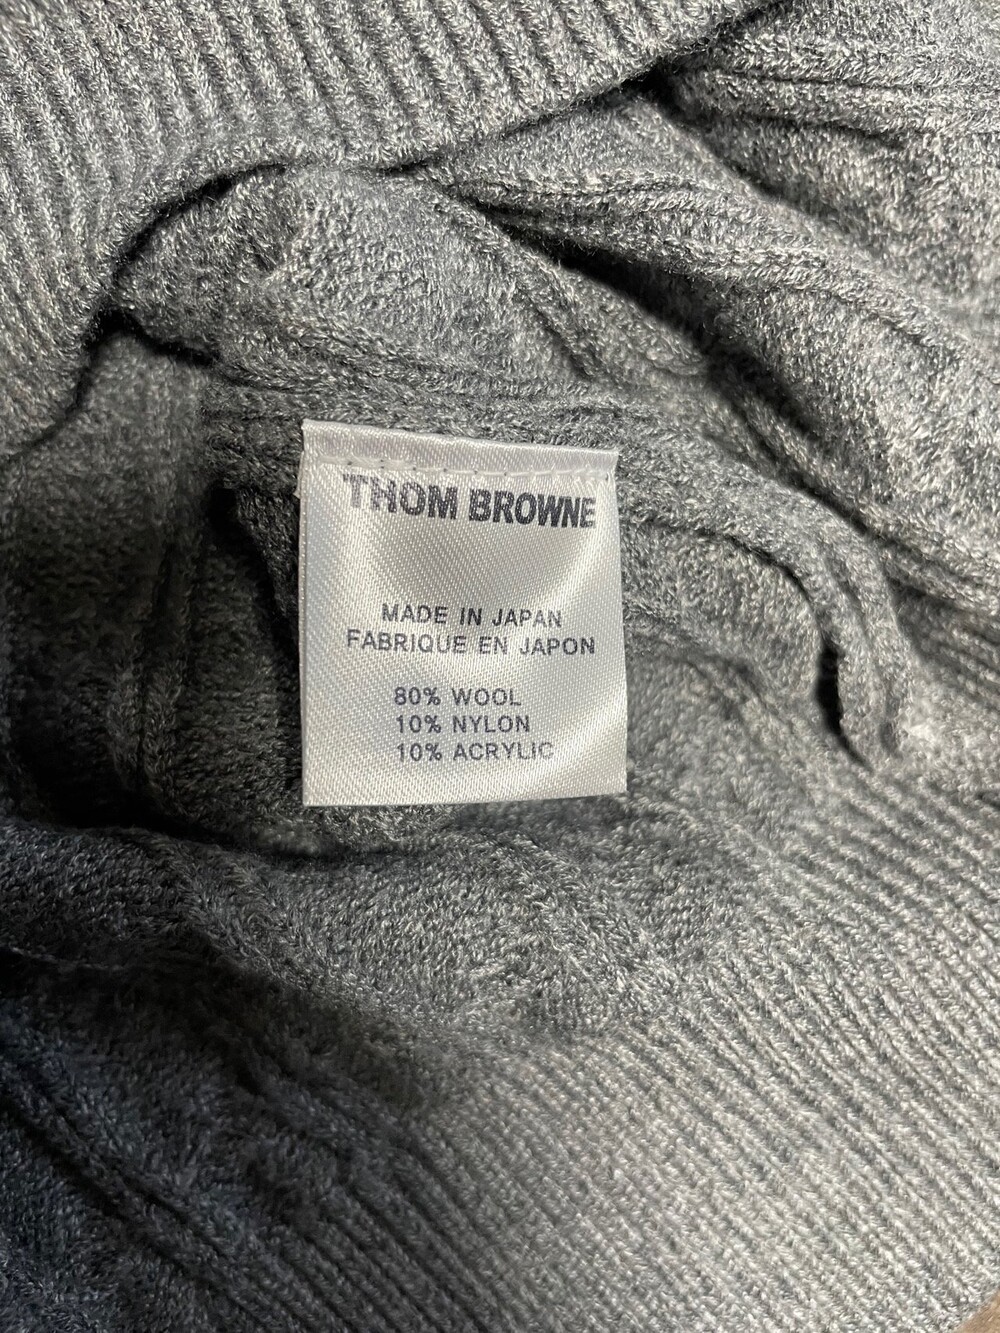 THOM BROWNE
MADE IN JAPAN
FABRIQUE EN JAPON
80% WOOL
10% NYLON
10% ACRYLIC